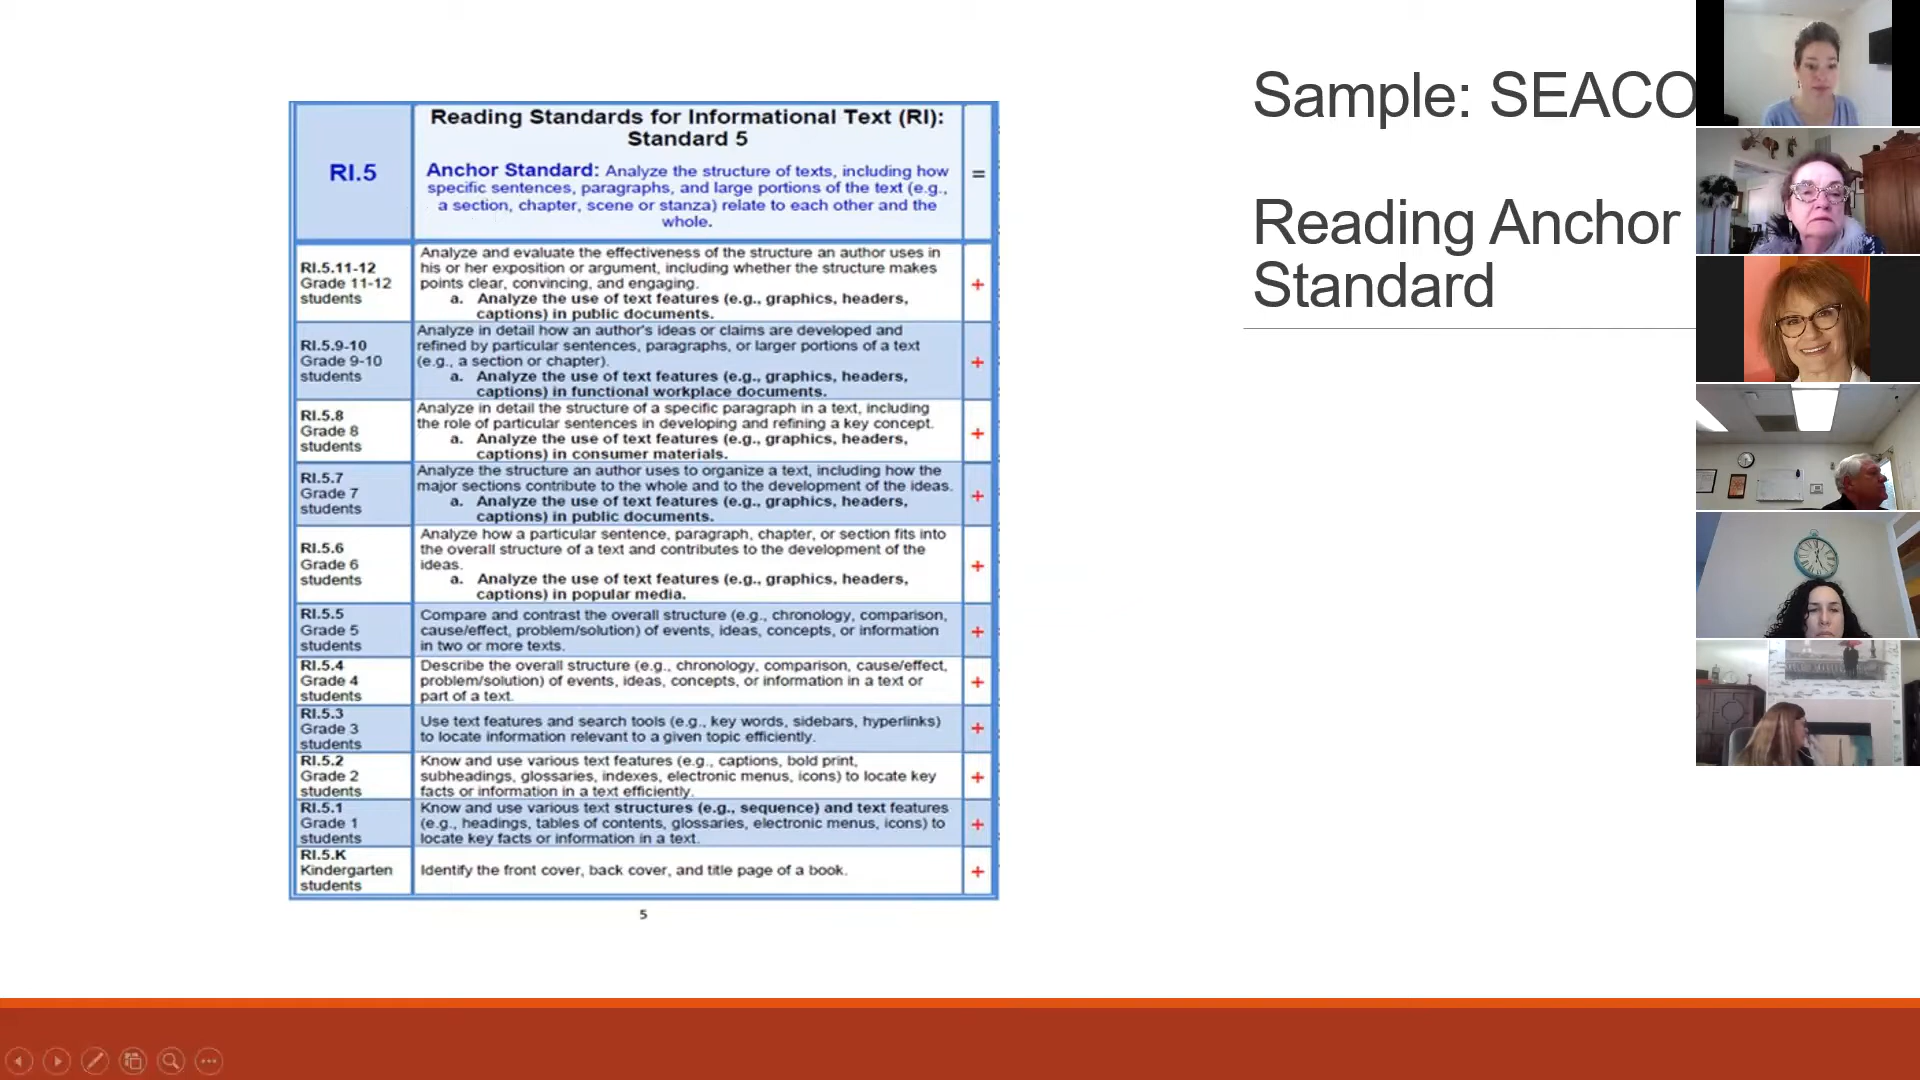 RI.5
Reading Standards for Informational Text (RI):
Standard 5
Anchor Standard: Analyze the structure of texts, including how
specific sentences, paragraphs, and large portions of the text (e.g.,
a section, chapter, scene or stanza) relate to each other and the
whole.
=
RI.5.11-12
Grade 11-12
students
Analyze and evaluate the effectiveness of the structure an author uses in
his or her exposition or argument, including whether the structure makes
points clear, convincing, and engaging.
a. Analyze the use of text features (e.g., graphics, headers,
captions) in public documents.
+
RI.5.9-10
Grade 9-10
students
Analyze in detail how an author's ideas or claims are developed and
refined by particular sentences, paragraphs, or larger portions of a text
(e.g., a section or chapter).
a. Analyze the use of text features (e.g., graphics, headers,
captions) in functional workplace documents.
+
RI.5.8
Grade 8
students
Analyze in detail the structure of a specific paragraph in a text, including
the role of particular sentences in developing and refining a key concept.
a. Analyze the use of text features (e.g., graphics, headers,
captions) in consumer materials.
+
RI.5.7
Grade 7
students
Analyze the structure an author uses to organize a text, including how the
major sections contribute to the whole and to the development of the ideas.
a. Analyze the use of text features (e.g., graphics, headers,
captions) in public documents.
+
RI.5.6
Grade 6
students
Analyze how a particular sentence, paragraph, chapter, or section fits into
the overall structure of a text and contributes to the development of the
ideas.
a. Analyze the use of text features (e.g., graphics, headers,
captions) in popular media.
+
RI.5.5
Grade 5
students
Compare and contrast the overall structure (e.g., chronology, comparison,
cause/effect, problem/solution) of events, ideas, concepts, or information
in two or more texts.
+
RI.5.4
Grade 4
students
Describe the overall structure (e.g., chronology, comparison, cause/effect,
problem/solution) of events, ideas, concepts, or information in a text or
part of a text.
+
RI.5.3
Grade 3
students
Use text features and search tools (e.g., key words, sidebars, hyperlinks)
to locate information relevant to a given topic efficiently.
+
RI.5.2
Grade 2
students
Know and use various text features (e.g., captions, bold print,
subheadings, glossaries, indexes, electronic menus, icons) to locate key
facts or information in a text efficiently.
+
RI.5.1
Grade 1
students
Know and use various text structures (e.g., sequence) and text features
(e.g., headings, tables of contents, glossaries, electronic menus, icons) to
locate key facts or information in a text.
+
RI.5.K
Kindergarten
students
Identify the front cover, back cover, and title page of a book.
+
5
Sample: SEACO
Reading Anchor
Standard